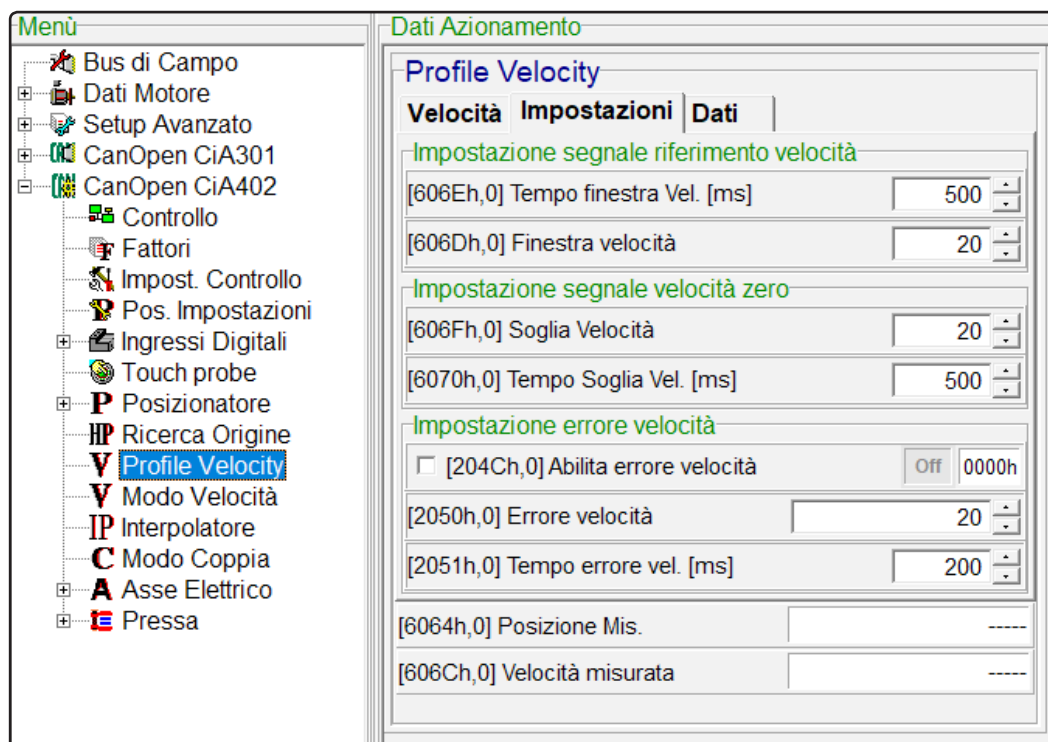 Menù
Bus di Campo
Dati Motore
Setup Avanzato
CanOpen CiA301
CanOpen CiA402
Controllo
Fattori
Impost. Controllo
Pos. Impostazioni
Ingressi Digitali
Touch probe
P Posizionatore
HP Ricerca Origine
V Profile Velocity
V Modo Velocità
IP Interpolatore
C Modo Coppia
A Asse Elettrico
Pressa
Dati Azionamento
Profile Velocity
Velocità Impostazioni Dati
Impostazione segnale riferimento velocità
[606Eh,0] Tempo finestra Vel. [ms] 500
[606Dh,0] Finestra velocità 20
Impostazione segnale velocità zero
[606Fh,0] Soglia Velocità 20
[6070h,0] Tempo Soglia Vel. [ms] 500
Impostazione errore velocità
[204Ch,0] Abilita errore velocità Off 0000h
[2050h,0] Errore velocità 20
[2051h,0] Tempo errore vel. [ms] 200
[6064h,0] Posizione Mis. -----
[606Ch,0] Velocità misurata -----